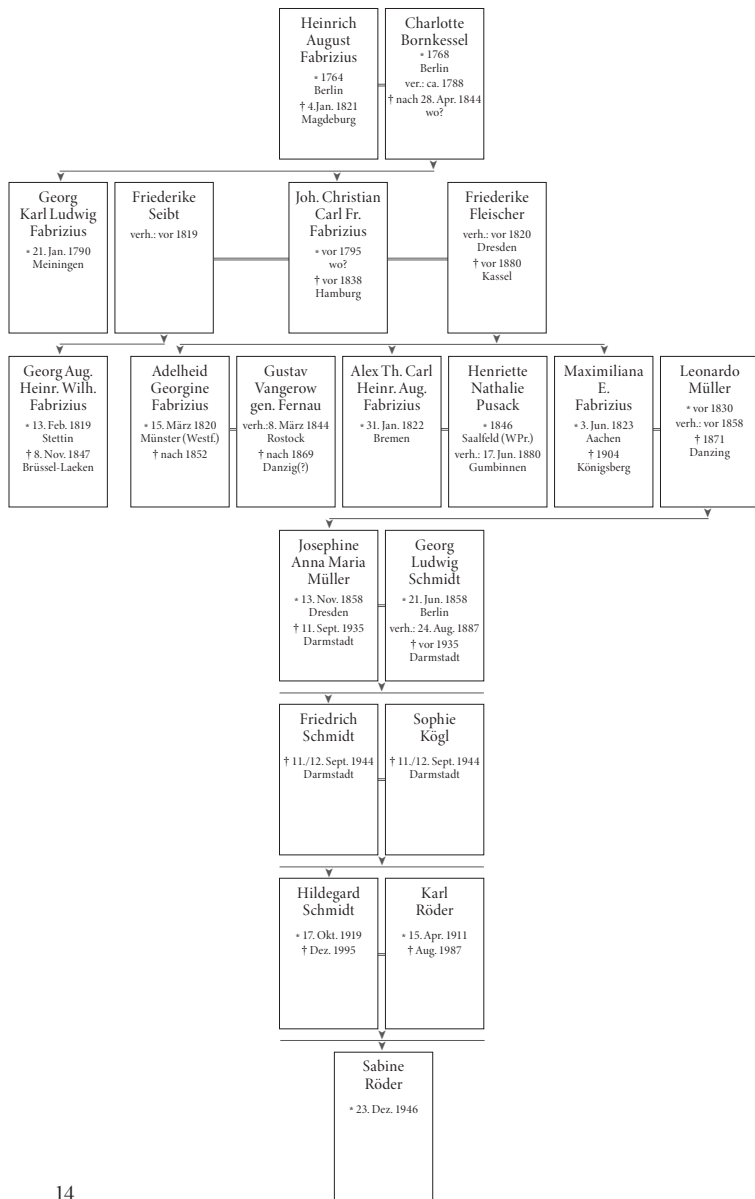 Heinrich
August
Fabrizius
* 1764
Berlin
† 4.Jan. 1821
Magdeburg
Charlotte
Bornkessel
* 1768
Berlin
ver.: ca. 1788
† nach 28. Apr. 1844
wo?
Georg
Karl Ludwig
Fabrizius
* 21. Jan. 1790
Meiningen
Friederike
Seibt
verh.: vor 1819
Joh. Christian
Carl Fr.
Fabrizius
* vor 1795
wo?
† vor 1838
Hamburg
Friederike
Fleischer
verh.: vor 1820
Dresden
† vor 1880
Kassel
Georg Aug.
Heinr. Wilh.
Fabrizius
* 13. Feb. 1819
Stettin
† 8. Nov. 1847
Brüssel-Laeken
Adelheid
Georgine
Fabrizius
* 15. März 1820
Münster (Westf.)
† nach 1852
Gustav
Vangerow
gen. Fernau
verh.:8. März 1844
Rostock
† nach 1869
Danzig(?)
Alex Th. Carl
Heinr. Aug.
Fabrizius
* 31. Jan. 1822
Bremen
Henriette
Nathalie
Pusack
* 1846
Saalfeld (WPr.)
verh.: 17. Jun. 1880
Gumbinnen
Maximiliana
E.
Fabrizius
* 3. Jun. 1823
Aachen
† 1904
Königsberg
Leonardo
Müller
* vor 1830
verh.: vor 1858
† 1871
Danzing
Josephine
Anna Maria
Müller
* 13. Nov. 1858
Dresden
† 11. Sept. 1935
Darmstadt
Georg
Ludwig
Schmidt
* 21. Jun. 1858
Berlin
verh.: 24. Aug. 1887
† vor 1935
Darmstadt
Friedrich
Schmidt
† 11./12. Sept. 1944
Darmstadt
Sophie
Kögl
† 11./12. Sept. 1944
Darmstadt
Hildegard
Schmidt
* 17. Okt. 1919
† Dez. 1995
Karl
Röder
* 15. Apr. 1911
† Aug. 1987
Sabine
Röder
* 23. Dez. 1946
14